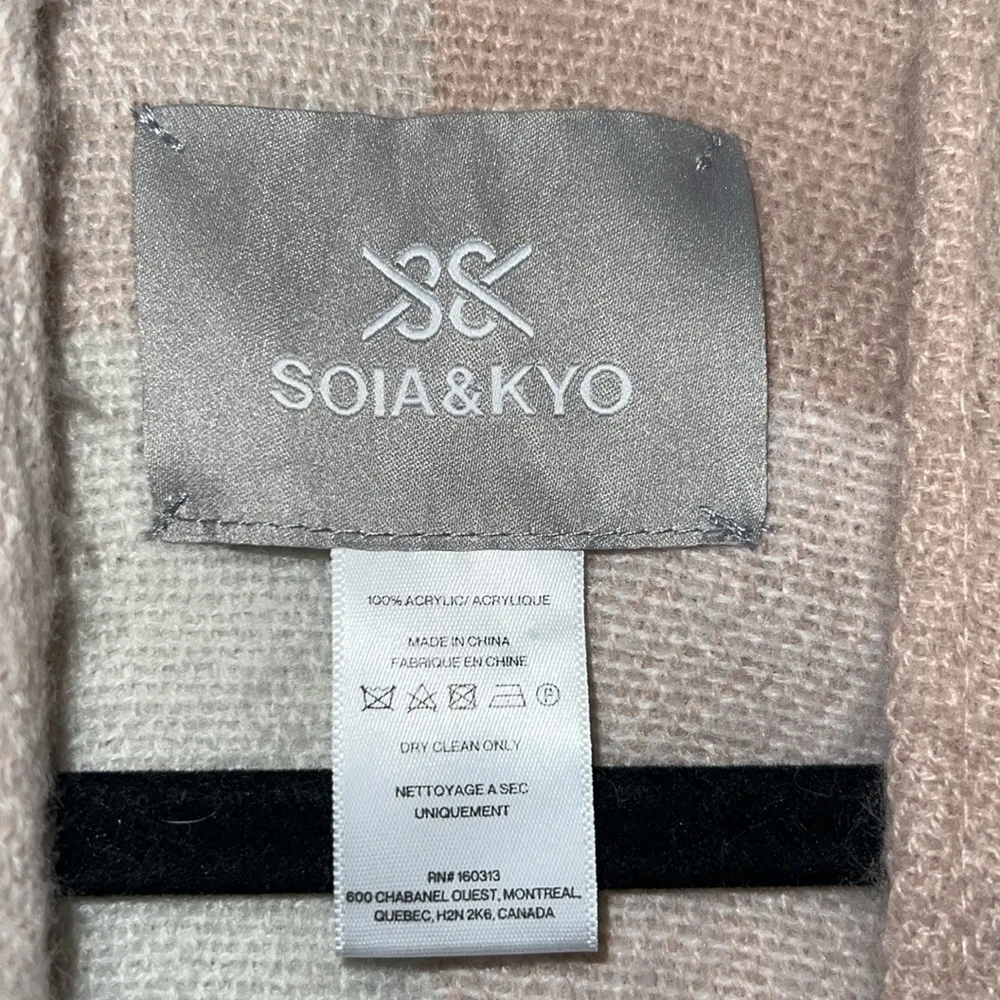 SOIA&KYO
100% ACRYLIC/ ACRYLIQUE
MADE IN CHINA
FABRIQUE EN CHINE
P
DRY CLEAN ONLY
NETTOYAGE A SEC
UNIQUEMENT
RN# 160313
600 CHABANEL OUEST, MONTREAL,
QUEBEC, H2N 2K6, CANADA